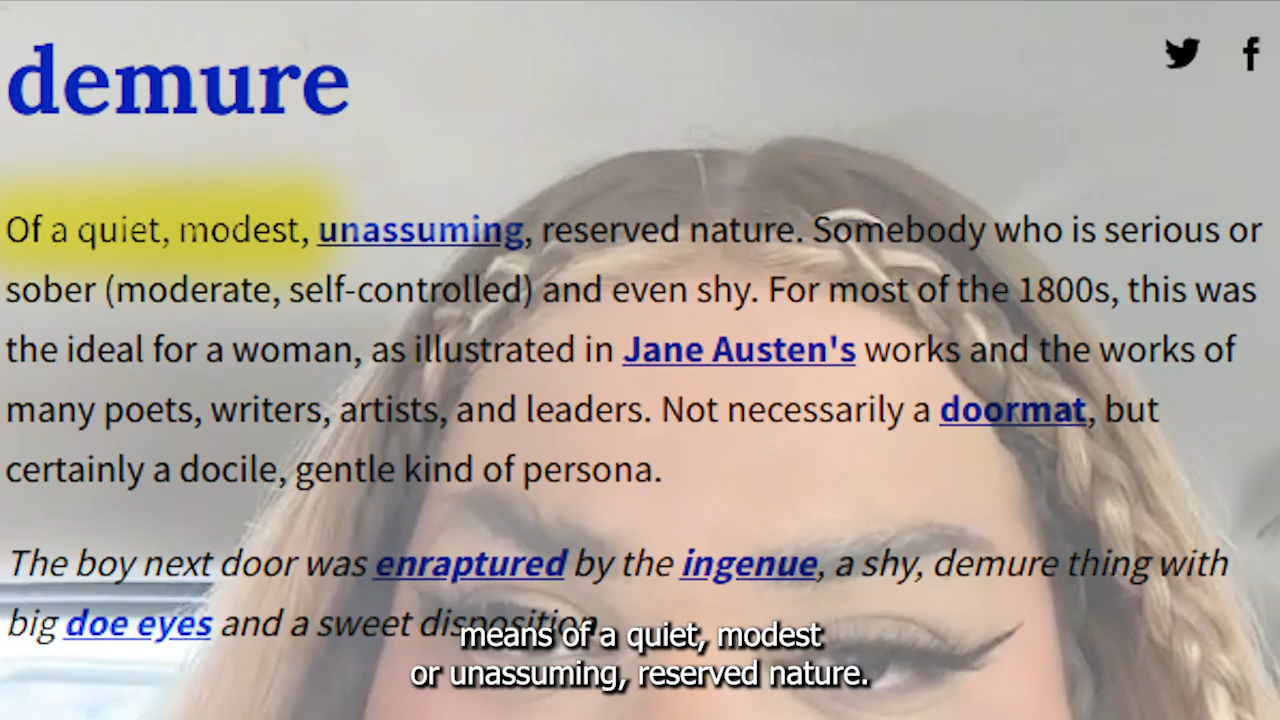 demure
Of a quiet, modest, unassuming, reserved nature. Somebody who is serious or
sober (moderate, self-controlled) and even shy. For most of the 1800s, this was
the ideal for a woman, as illustrated in Jane Austen's works and the works of
many poets, writers, artists, and leaders. Not necessarily a doormat, but
certainly a docile, gentle kind of persona.
The boy next door was enraptured by the ingenue, a shy, demure thing with
big doe eyes and a sweet disposition.
means of a quiet, modest
or unassuming, reserved nature.